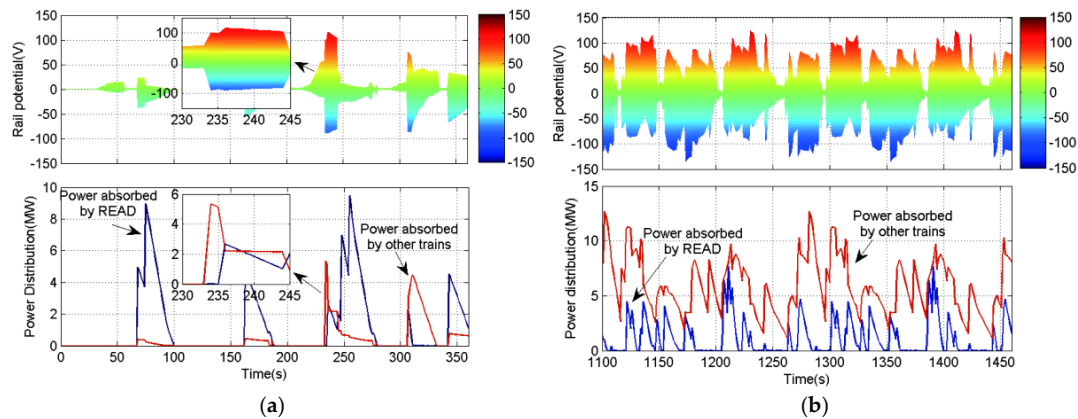 150
100
50
0
-50
-100
-150
Rail potential(V)
100
0
-100
230 235 240 245
150
100
50
0
-50
-100
-150
10
8
6
4
2
0
Power Distribution(MW)
Power absorbed
by READ
6
4
2
0
230 235 240 245
Power absorbed
by other trains
0 50 100 150 200 250 300 350
Time(s)
(a)
150
100
50
0
-50
-100
-150
Rail potential(V)
150
100
50
0
-50
-100
-150
15
10
5
0
Power distribution(MW)
Power absorbed
by READ
Power absorbed
by other trains
1100 1150 1200 1250 1300 1350 1400 1450
Time(s)
(b)